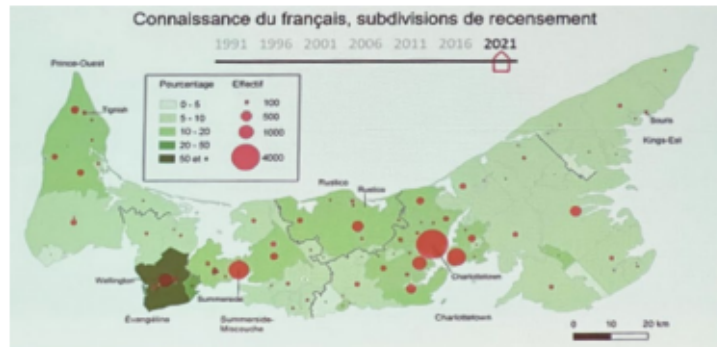 Connaissance du français, subdivisions de recensement
1991 1996 2001 2006 2011 2016 2021
Prince-Ouest
Tignish
Pourcentage
Effectif
0 - 5
5 - 10
10 - 20
20 - 50
50 et +
100
500
1000
4000
Souris
Kings-Est
Rustico
Rustico
Wellington
Évangéline
Summerside
Summerside-
Miscouche
Charlottetown
Charlottetown
0 10 20 km